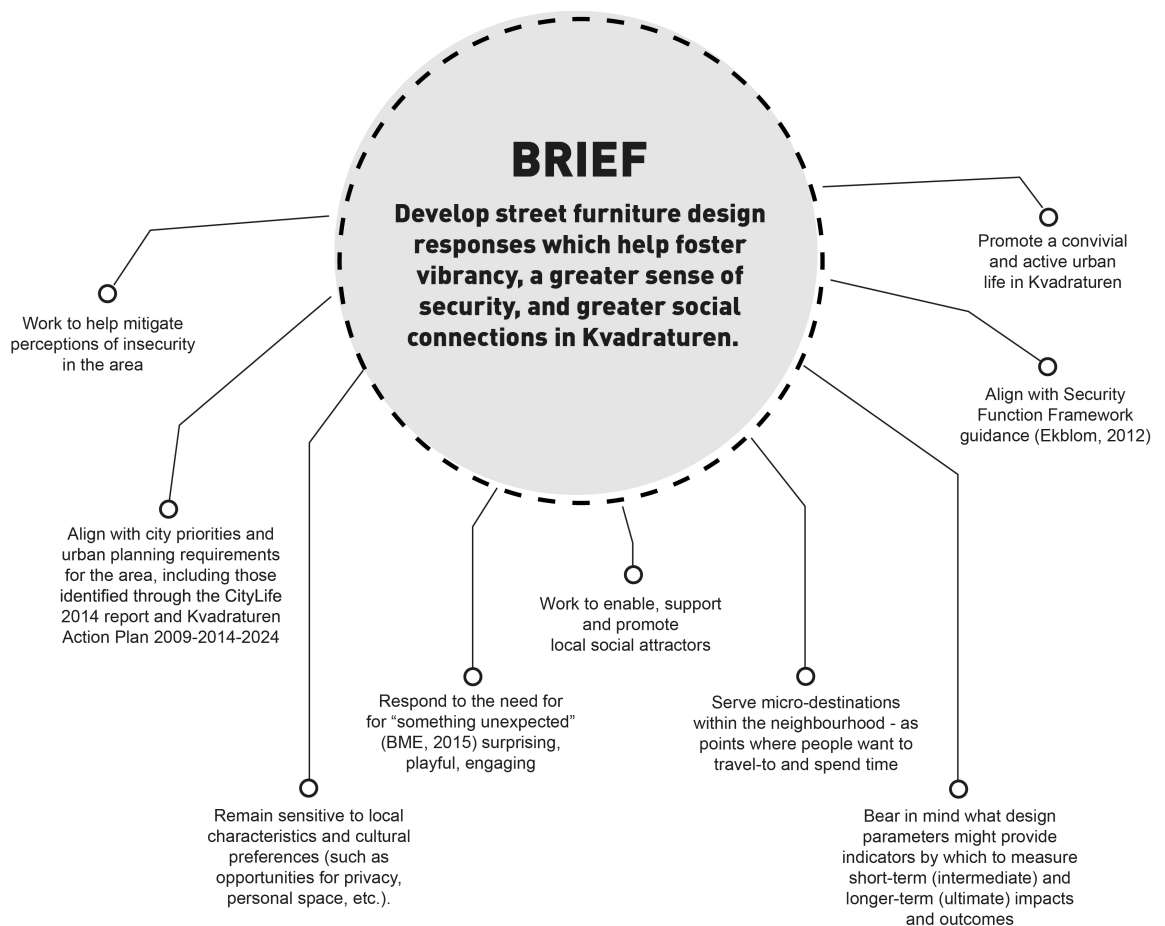 BRIEF
Develop street furniture design
responses which help foster
vibrancy, a greater sense of
security, and greater social
connections in Kvadraturen.
Work to help mitigate
perceptions of insecurity
in the area
Align with city priorities and
urban planning requirements
for the area, including those
identified through the CityLife
2014 report and Kvadraturen
Action Plan 2009-2014-2024
Remain sensitive to local
characteristics and cultural
preferences (such as
opportunities for privacy,
personal space, etc.).
Respond to the need for
for “something unexpected”
(BME, 2015) surprising,
playful, engaging
Work to enable, support
and promote
local social attractors
Serve micro-destinations
within the neighbourhood - as
points where people want to
travel-to and spend time
Bear in mind what design
parameters might provide
indicators by which to measure
short-term (intermediate) and
longer-term (ultimate) impacts
and outcomes
Align with Security
Function Framework
guidance (Ekblom, 2012)
Promote a convivial
and active urban
life in Kvadraturen